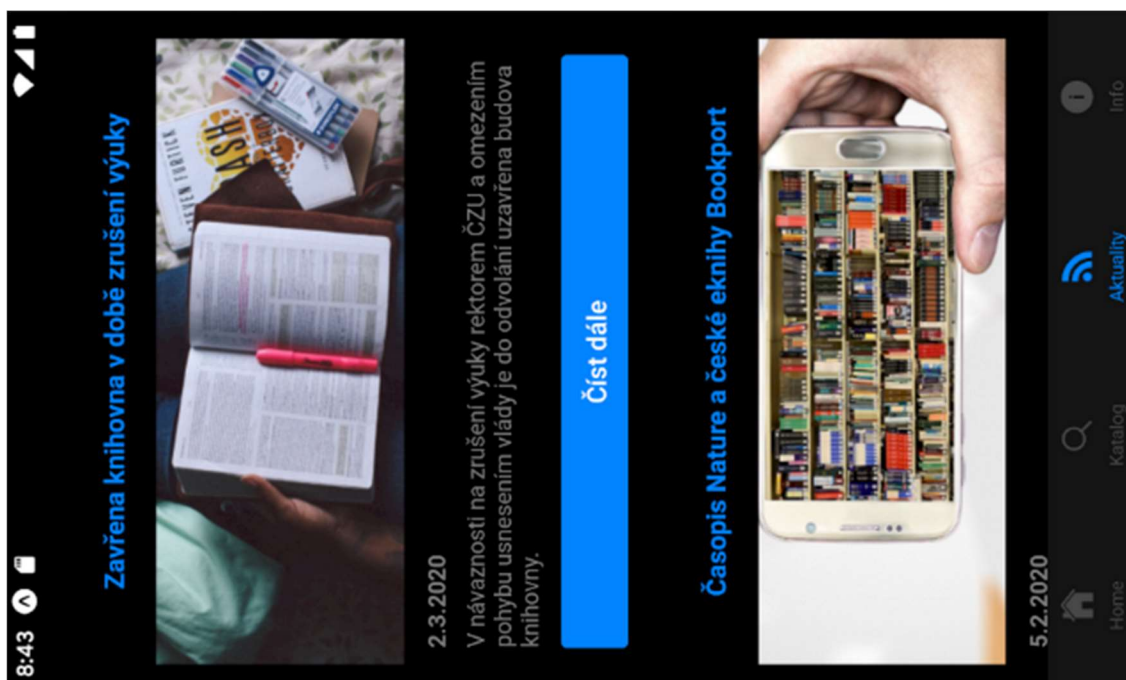 8:43
Zavřena knihovna v době zrušení výuky
STEVEN FURTICK
2.3.2020
V návaznosti na zrušení výuky rektorem ČZU a omezením
pohybu usnesením vlády je do odvolání uzavřena budova
knihovny.
Číst dále
Časopis Nature a české eknihy Bookport
5.2.2020
Home
Katalog
Aktuality
Info